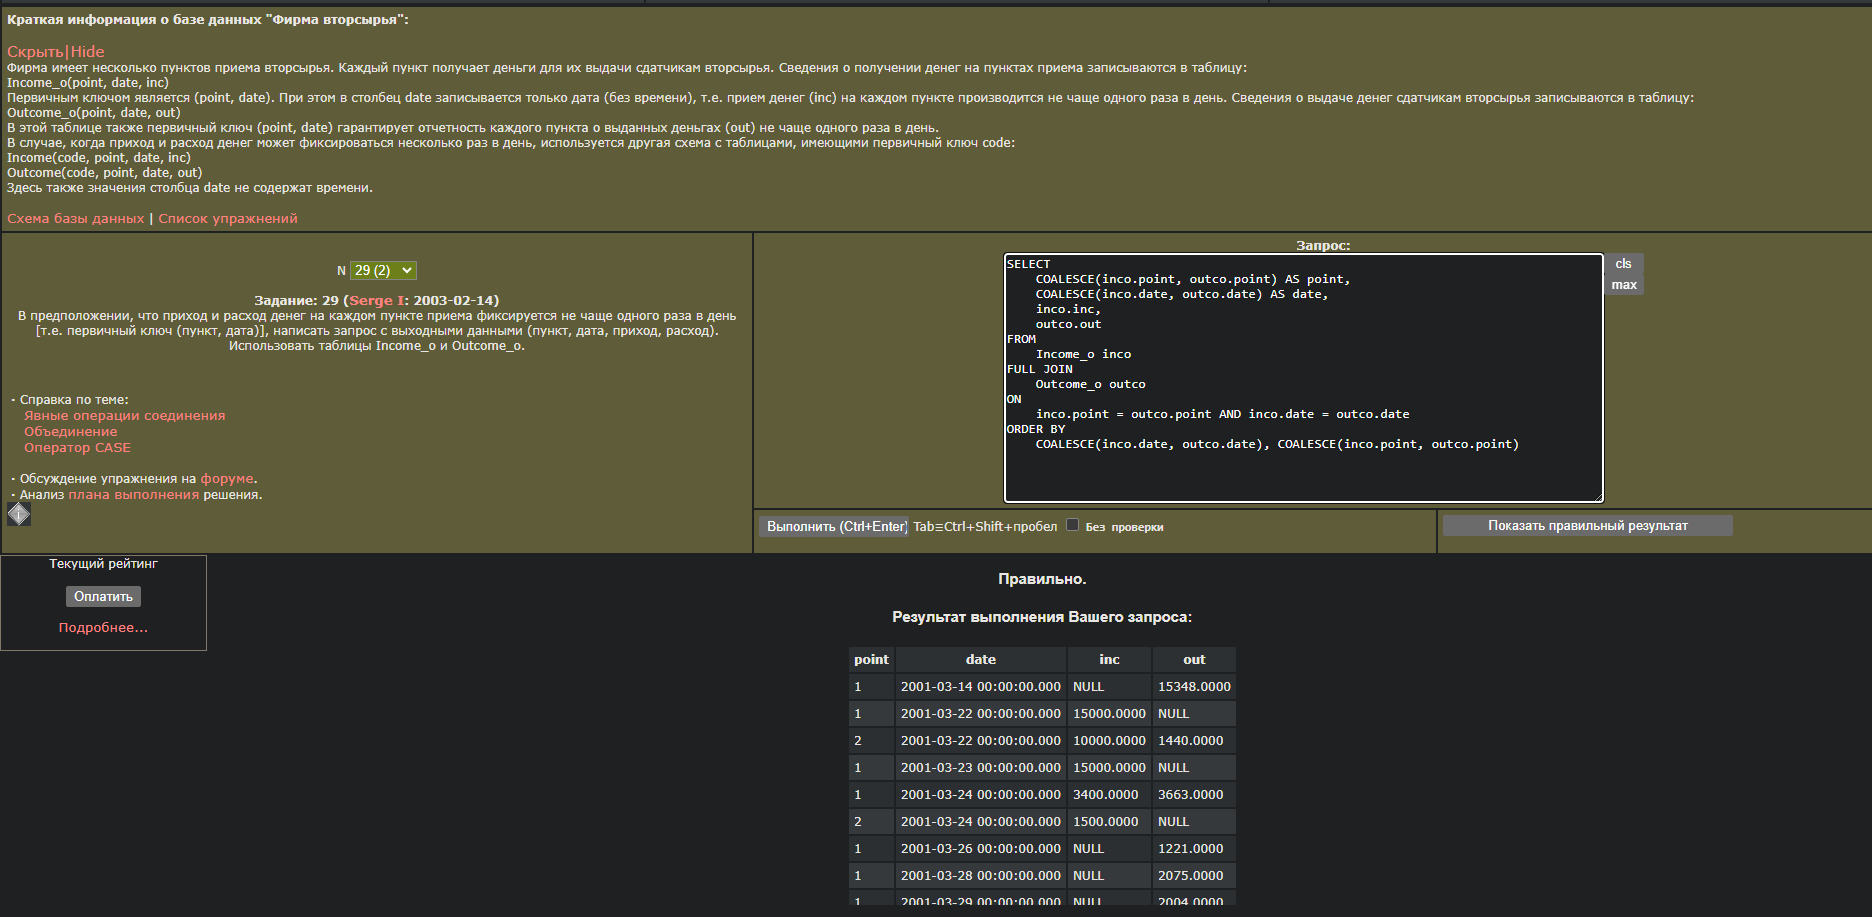 Краткая информация о базе данных "Фирма вторсырья":
Скрыть|Hide
Фирма имеет несколько пунктов приема вторсырья. Каждый пункт получает деньги для их выдачи сдатчикам вторсырья. Сведения о получении денег на пунктах приема записываются в таблицу:
Income_o(point, date, inc)
Первичным ключом является (point, date). При этом в столбец date записывается только дата (без времени), т.е. прием денег (inc) на каждом пункте производится не чаще одного раза в день. Сведения о выдаче денег сдатчикам вторсырья записываются в таблицу:
Outcome_o(point, date, out)
В этой таблице также первичный ключ (point, date) гарантирует отчетность каждого пункта о выданных деньгах (out) не чаще одного раза в день.
В случае, когда приход и расход денег может фиксироваться несколько раз в день, используется другая схема с таблицами, имеющими первичный ключ code:
Income(code, point, date, inc)
Outcome(code, point, date, out)
Здесь также значения столбца date не содержат времени.
Схема базы данных | Список упражнений
N 29 (2)
Задание: 29 (Serge I: 2003-02-14)
В предположении, что приход и расход денег на каждом пункте приема фиксируется не чаще одного раза в день
[т.е. первичный ключ (пункт, дата)], написать запрос с выходными данными (пункт, дата, приход, расход).
Использовать таблицы Income_o и Outcome_o.
· Справка по теме:
Явные операции соединения
Объединение
Оператор CASE
· Обсуждение упражнения на форуме.
· Анализ плана выполнения решения.
Запрос:
SELECT
COALESCE(inco.point, outco.point) AS point,
COALESCE(inco.date, outco.date) AS date,
inco.inc,
outco.out
FROM
Income_o inco
FULL JOIN
Outcome_o outco
ON
inco.point = outco.point AND inco.date = outco.date
ORDER BY
COALESCE(inco.date, outco.date), COALESCE(inco.point, outco.point)
cls
max
Выполнить (Ctrl+Enter) Tab≡Ctrl+Shift+пробел Без проверки
Показать правильный результат
Текущий рейтинг
Оплатить
Подробнее...
Правильно.
Результат выполнения Вашего запроса:
point date inc out
1 2001-03-14 00:00:00.000 NULL 15348.0000
1 2001-03-22 00:00:00.000 15000.0000 NULL
2 2001-03-22 00:00:00.000 10000.0000 1440.0000
1 2001-03-23 00:00:00.000 15000.0000 NULL
1 2001-03-24 00:00:00.000 3400.0000 3663.0000
2 2001-03-24 00:00:00.000 1500.0000 NULL
1 2001-03-26 00:00:00.000 NULL 1221.0000
1 2001-03-28 00:00:00.000 NULL 2075.0000
1 2001-03-29 00:00:00.000 NULL 2004.0000